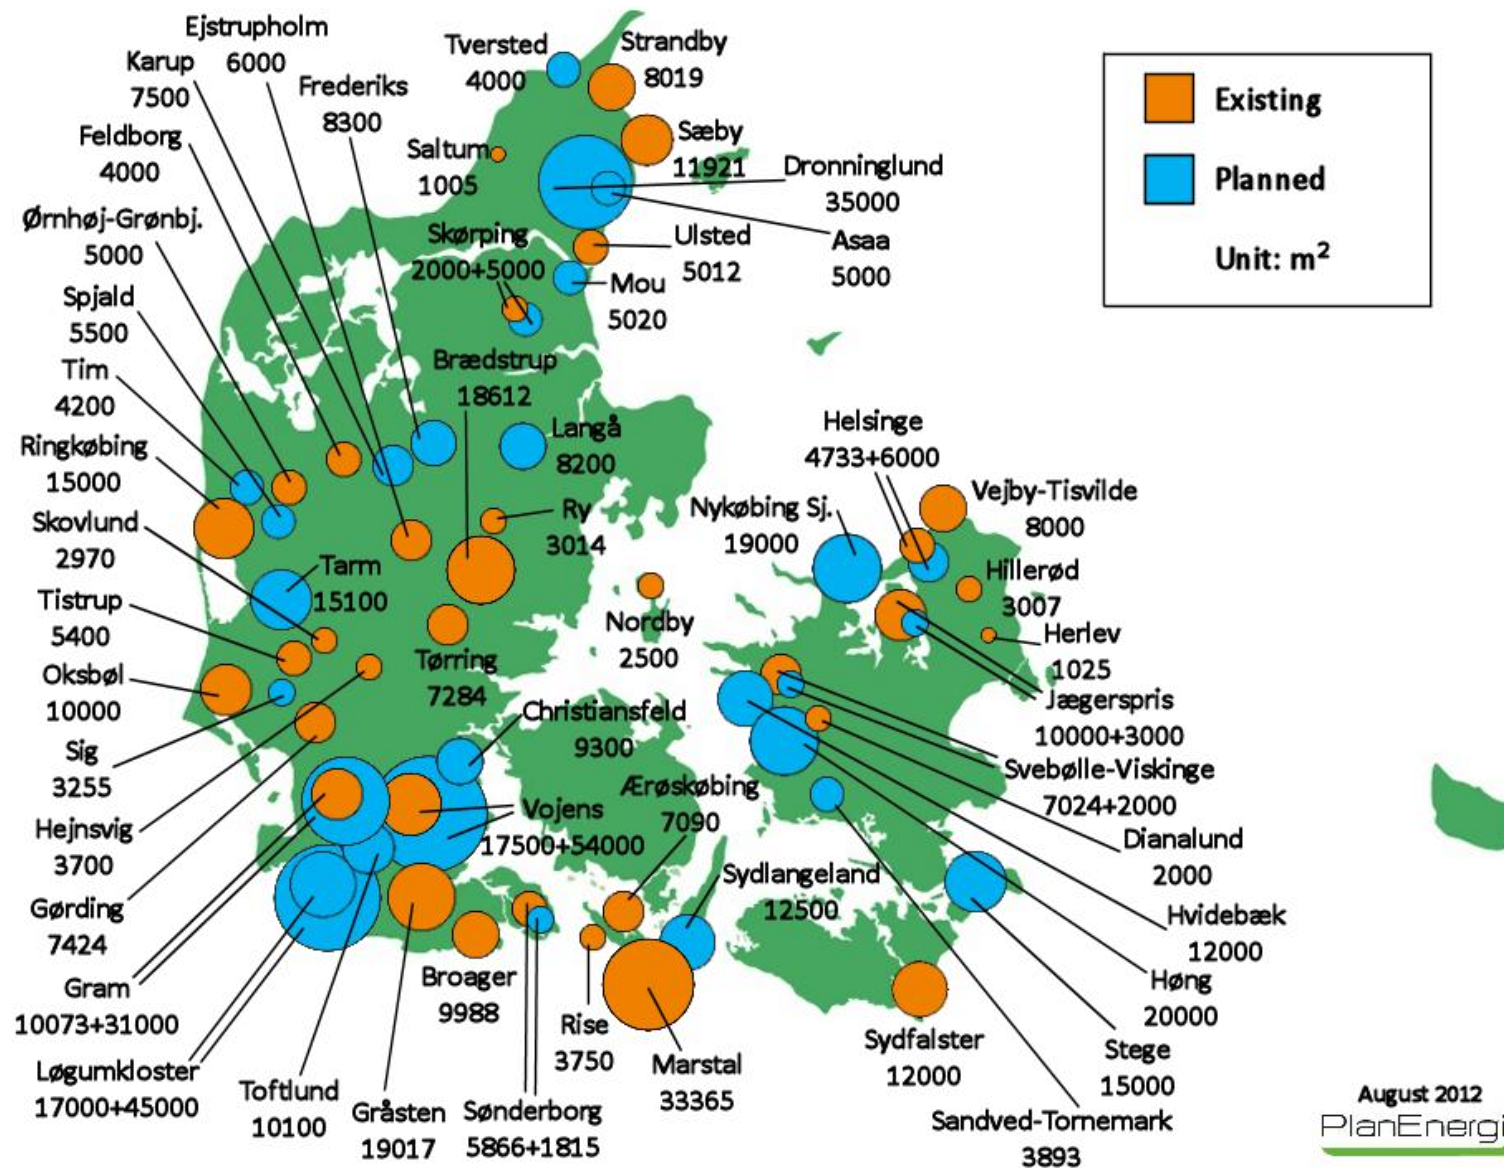 Ejstrupholm
6000
Karup
7500
Frederiks
8300
Feldborg
4000
Ørnhøj-Grønbj.
5000
Spjald
5500
Tim
4200
Ringkøbing
15000
Skovlund
2970
Tistrup
5400
Oksbøl
10000
Sig
3255
Hejnsvig
3700
Gørding
7424
Gram
10073+31000
Løgumkloster
17000+45000
Toftlund
10100
Gråsten
19017
Sønderborg
5866+1815
Broager
9988
Rise
3750
Marstal
33365
Tversted
4000
Strandby
8019
Saltum
1005
Sæby
11921
Dronninglund
35000
Asaa
5000
Ulsted
5012
Skørping
2000+5000
Mou
5020
Brædstrup
18612
Langå
8200
Ry
3014
Tarm
15100
Tørring
7284
Nordby
2500
Christiansfeld
9300
Vojens
17500+54000
Ærøskøbing
7090
Sydlangeland
12500
Helsinge
4733+6000
Nykøbing Sj.
19000
Vejby-Tisvilde
8000
Hillerød
3007
Herlev
1025
Jægerspris
10000+3000
Svebølle-Viskinge
7024+2000
Dianalund
2000
Hvidebæk
12000
Høng
20000
Stege
15000
Sandved-Tornemark
3893
Sydfalster
12000
Existing
Planned
Unit: m²
August 2012
PlanEnergi